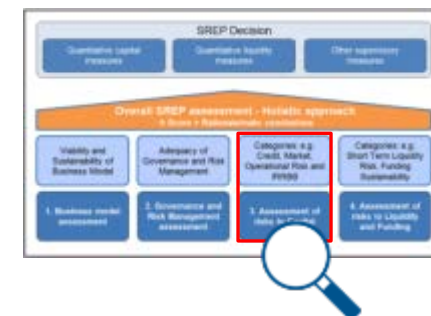 SREP Decision
Quantitative capital
measures
Quantitative liquidity
measures
Other supervisory
measures
Overall SREP assessment - Holistic approach
Viability and
Sustainability of
Business Model
Adequacy of
Governance and Risk
Management
Categories: e.g.
Credit, Market,
Operational Risk and
IRRBB
Categories: e.g.
Short Term Liquidity
Risk, Funding
Sustainability
1. Business model
assessment
2. Governance and
Risk Management
assessment
3. Assessment of
risks to Capital
4. Assessment of
risks to Liquidity
and Funding